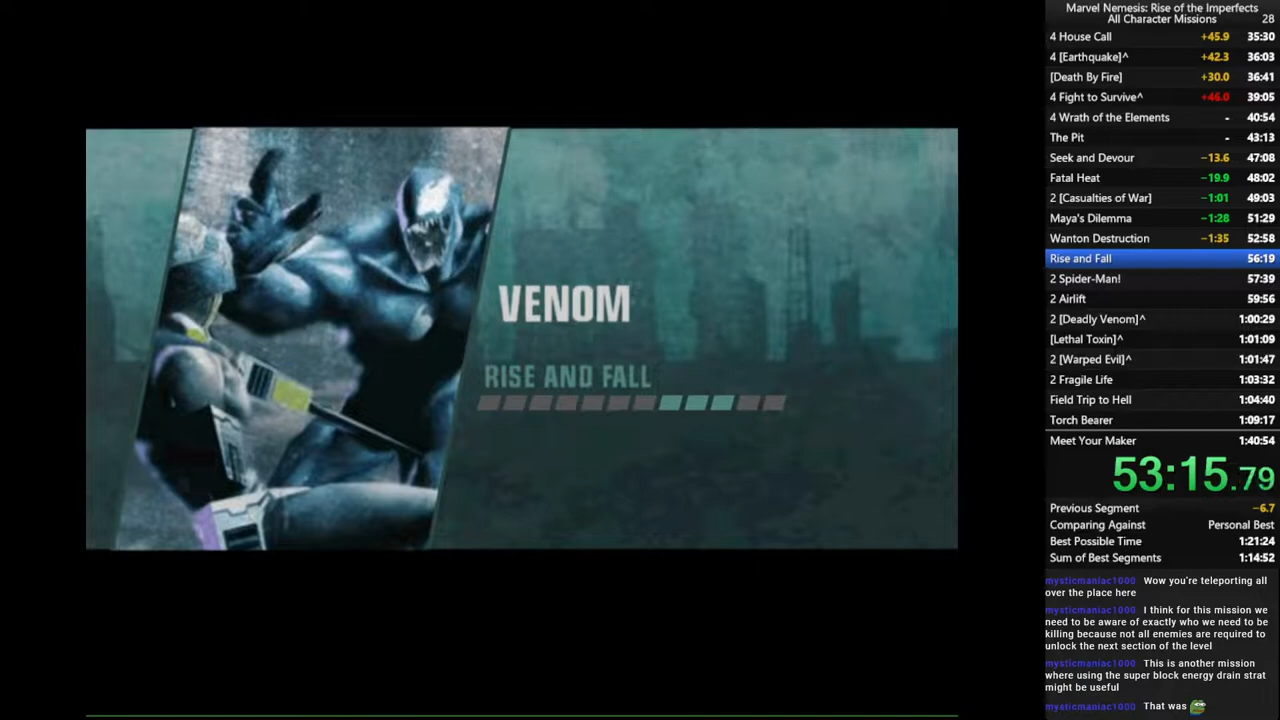 VENOM
RISE AND FALL
Marvel Nemesis: Rise of the Imperfects
All Character Missions 28
4 House Call +45.9 35:30
4 [Earthquake]^ +42.3 36:03
[Death By Fire] +30.0 36:41
4 Fight to Survive^ +46.0 39:05
4 Wrath of the Elements - 40:54
The Pit - 43:13
Seek and Devour −13.6 47:08
Fatal Heat −19.9 48:02
2 [Casualties of War] −1:01 49:03
Maya's Dilemma −1:28 51:29
Wanton Destruction −1:35 52:58
Rise and Fall 56:19
2 Spider-Man! 57:39
2 Airlift 59:56
2 [Deadly Venom]^ 1:00:29
[Lethal Toxin]^ 1:01:09
2 [Warped Evil]^ 1:01:47
2 Fragile Life 1:03:32
Field Trip to Hell 1:04:40
Torch Bearer 1:09:17
Meet Your Maker 1:40:54
53:15.79
Previous Segment −6.7
Comparing Against Personal Best
Best Possible Time 1:21:24
Sum of Best Segments 1:14:52
mysticmaniac1000 Wow you're teleporting all
over the place here
mysticmaniac1000 I think for this mission we
need to be aware of exactly who we need to be
killing because not all enemies are required to
unlock the next section of the level
mysticmaniac1000 This is another mission
where using the super block energy drain strat
might be useful
mysticmaniac1000 That was